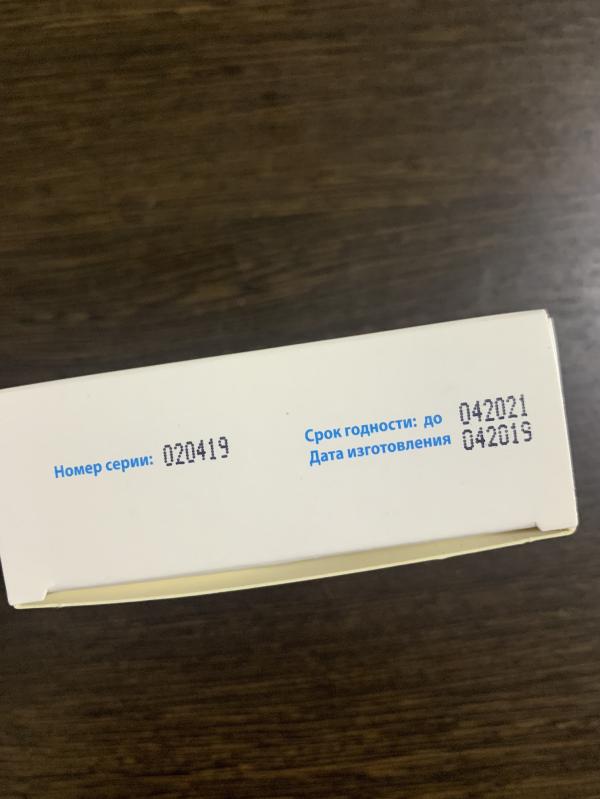 Номер серии: 020419
Срок годности: до 042021
Дата изготовления 042019